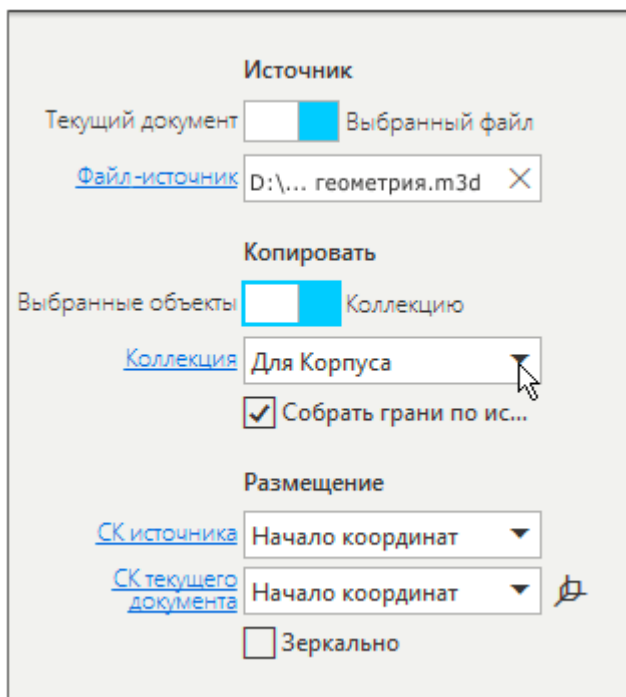 Источник
Текущий документ Выбранный файл
Файл-источник D:\... геометрия.m3d
Копировать
Выбранные объекты Коллекцию
Коллекция Для Корпуса
Собрать грани по ис...
Размещение
СК источника Начало координат
СК текущего
документа Начало координат
Зеркально